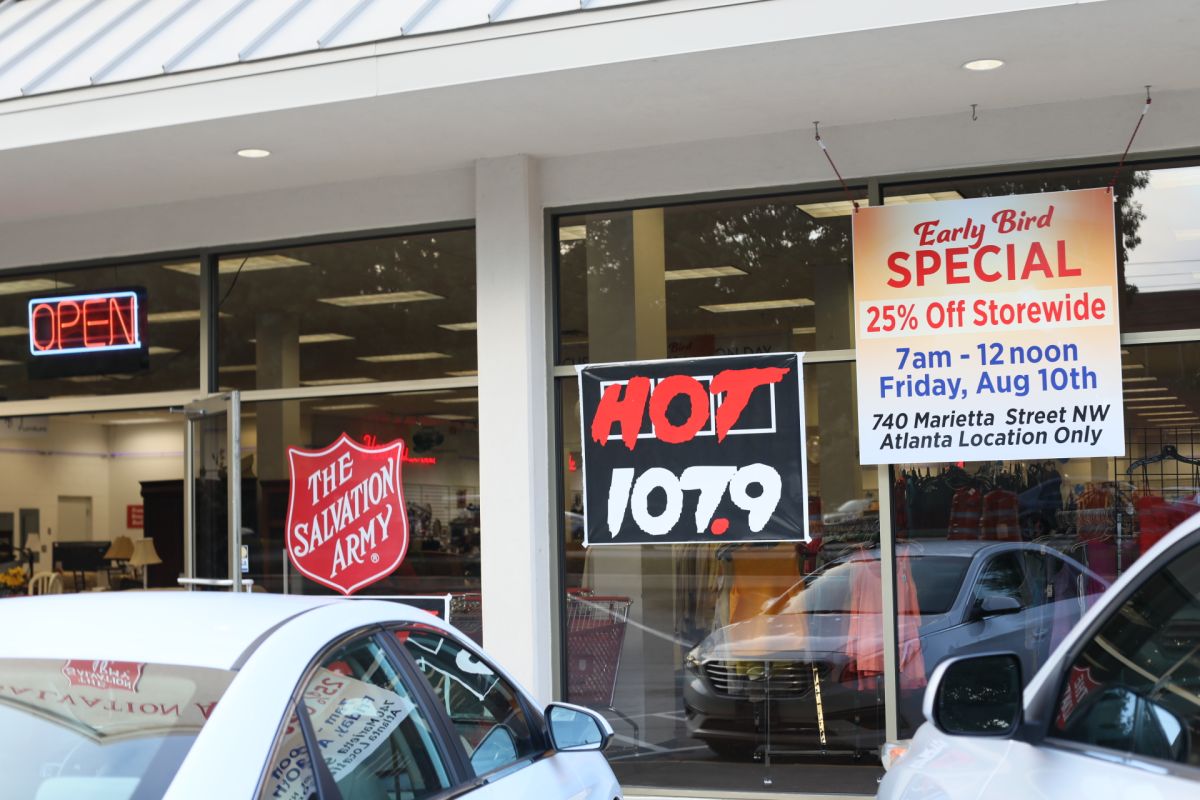 OPEN
THE
SALVATION
ARMY®
HOT
107.9
Early Bird
SPECIAL
25% Off Storewide
7am - 12 noon
Friday, Aug 10th
740 Marietta Street NW
Atlanta Location Only